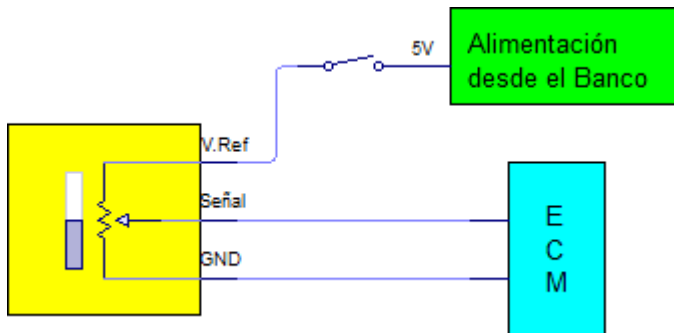 5V
Alimentación
desde el Banco
V.Ref
Señal
GND
E
C
M